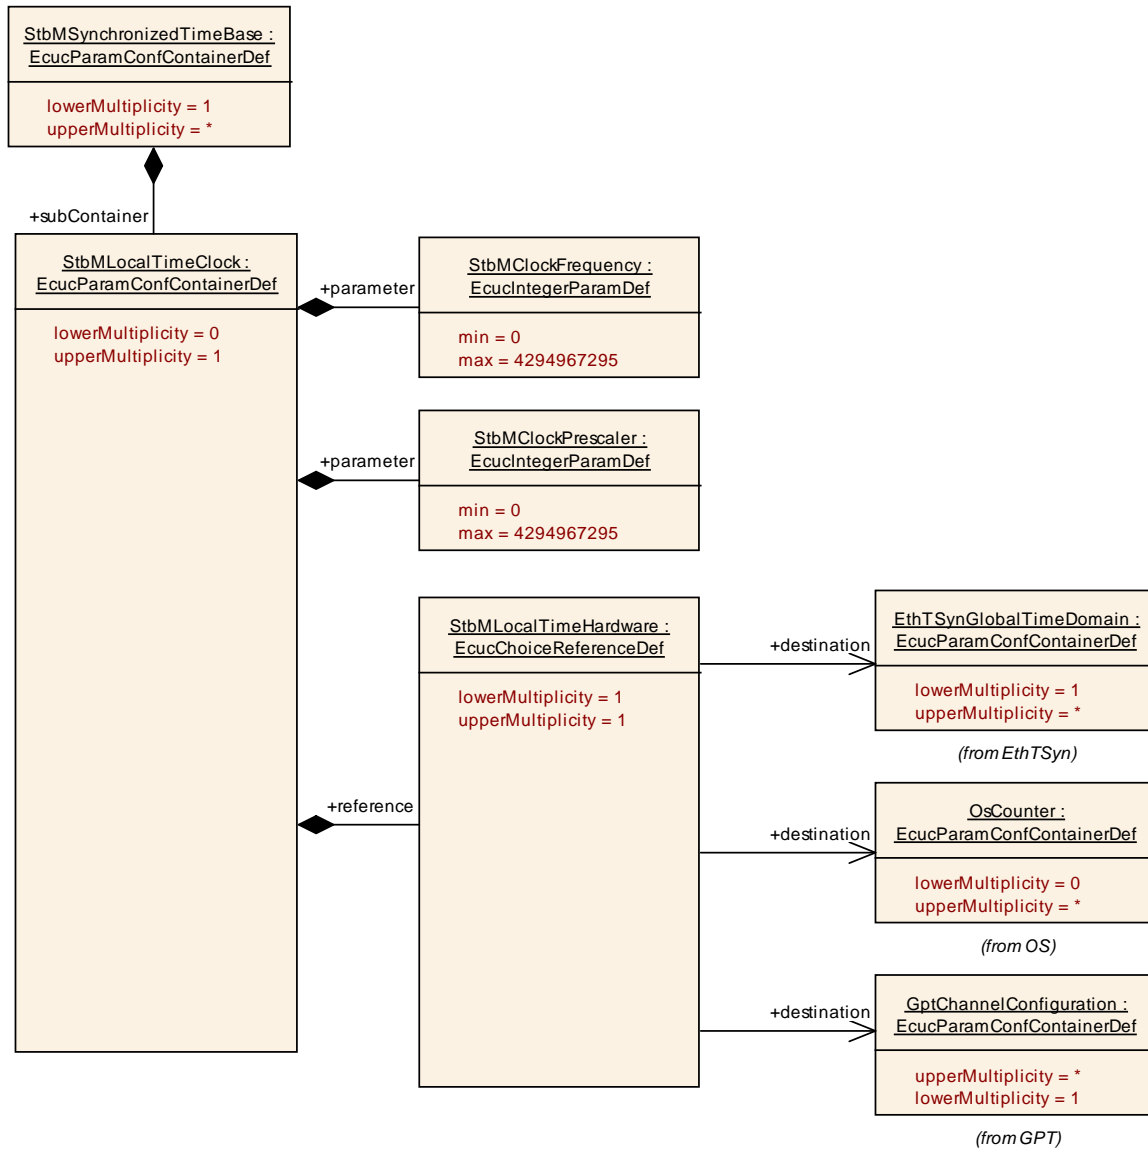 StbMSynchronizedTimeBase :
EcucParamConfContainerDef
lowerMultiplicity = 1
upperMultiplicity = *
+subContainer
StbMLocalTimeClock :
EcucParamConfContainerDef
lowerMultiplicity = 0
upperMultiplicity = 1
+parameter
StbMClockFrequency :
EcucIntegerParamDef
min = 0
max = 4294967295
+parameter
StbMClockPrescaler :
EcucIntegerParamDef
min = 0
max = 4294967295
+reference
StbMLocalTimeHardware :
EcucChoiceReferenceDef
lowerMultiplicity = 1
upperMultiplicity = 1
+destination
EthTSynGlobalTimeDomain :
EcucParamConfContainerDef
lowerMultiplicity = 1
upperMultiplicity = *
(from EthTSyn)
+destination
OsCounter :
EcucParamConfContainerDef
lowerMultiplicity = 0
upperMultiplicity = *
(from OS)
+destination
GptChannelConfiguration :
EcucParamConfContainerDef
upperMultiplicity = *
lowerMultiplicity = 1
(from GPT)